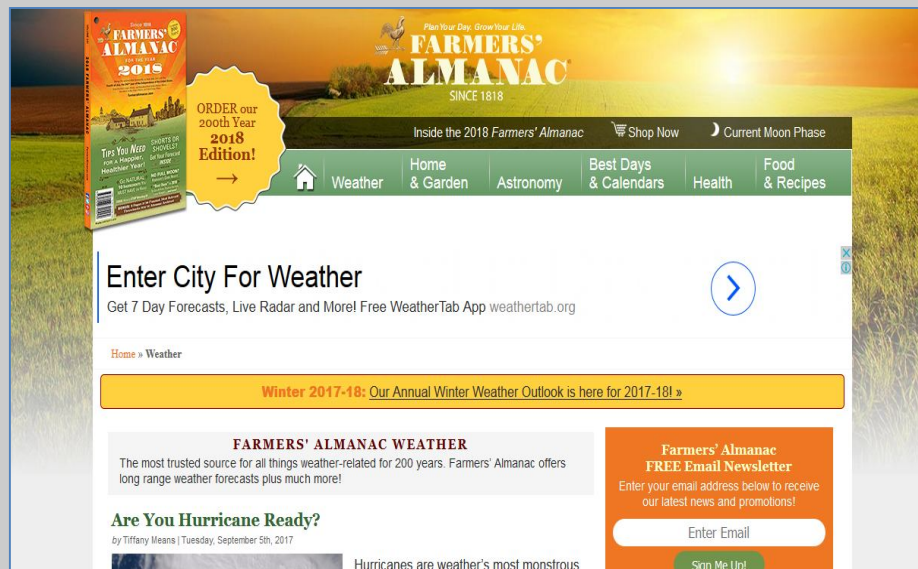 Since 1818
FARMERS'
ALMANAC
FOR THE YEAR
2018
TIPS YOU NEED
FOR A Happier,
Healthier Year!
SHORTS OR
SHOVELS?
Get Your Forecast
INSIDE
ORDER our
200th Year
2018
Edition!
→
Plan Your Day. Grow Your Life.
FARMERS'
ALMANAC
SINCE 1818
Inside the 2018 Farmers' Almanac Shop Now Current Moon Phase
Weather
Home
& Garden
Astronomy
Best Days
& Calendars
Health
Food
& Recipes
Enter City For Weather
Get 7 Day Forecasts, Live Radar and More! Free WeatherTab App weathertab.org
Home » Weather
Winter 2017-18: Our Annual Winter Weather Outlook is here for 2017-18! »
FARMERS' ALMANAC WEATHER
The most trusted source for all things weather-related for 200 years. Farmers' Almanac offers
long range weather forecasts plus much more!
Are You Hurricane Ready?
by Tiffany Means | Tuesday, September 5th, 2017
Hurricanes are weather's most monstrous
Farmers' Almanac
FREE Email Newsletter
Enter your email address below to receive
our latest news and promotions!
Enter Email
Sign Me Up!